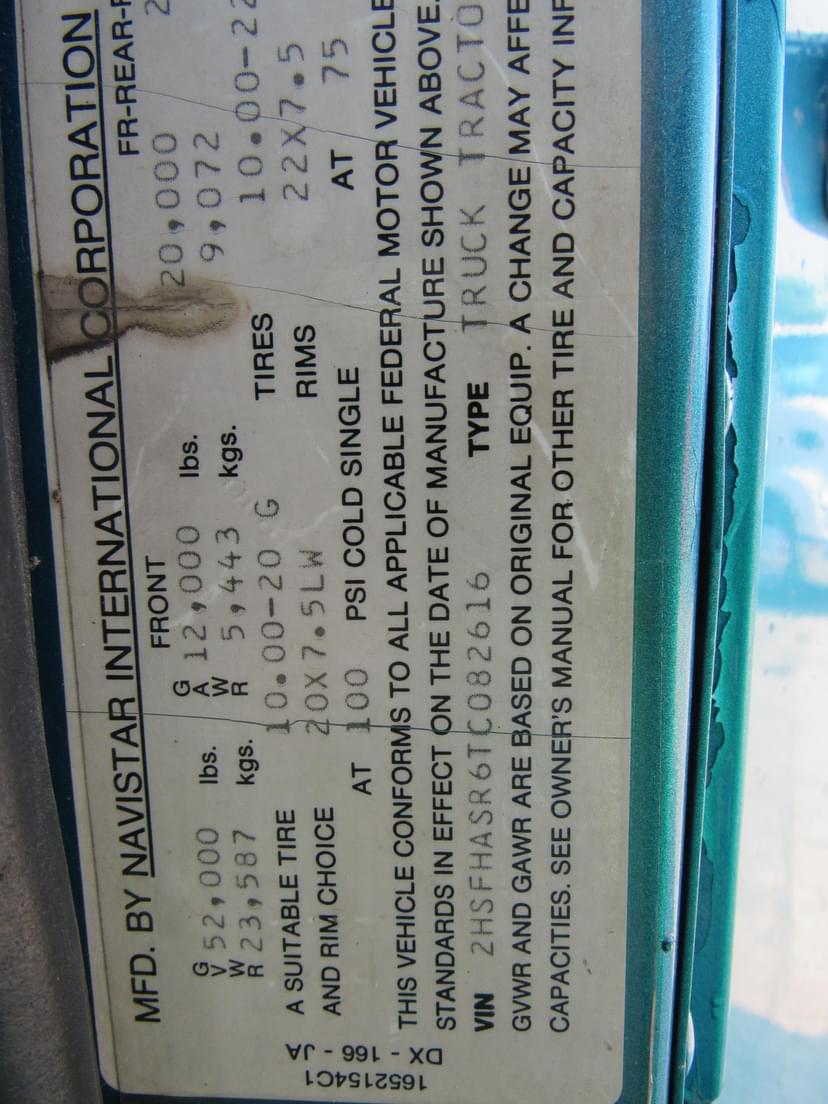 MFD. BY NAVISTAR INTERNATIONAL CORPORATION
FRONT FR-REAR-
GVWR 52,000 lbs. GAWR 12,000 lbs. 20,000
23,587 kgs. 5,443 kgs. 9,072
A SUITABLE TIRE 10.00-20 G TIRES 10.00-22
AND RIM CHOICE 20X7.5LW RIMS 22X7.5
AT 100 PSI COLD SINGLE AT 75
THIS VEHICLE CONFORMS TO ALL APPLICABLE FEDERAL MOTOR VEHICLE
STANDARDS IN EFFECT ON THE DATE OF MANUFACTURE SHOWN ABOVE.
VIN 2HSFHASR6TC082616 TYPE TRUCK TRACTO
GVWR AND GAWR ARE BASED ON ORIGINAL EQUIP. A CHANGE MAY AFFE
CAPACITIES. SEE OWNER'S MANUAL FOR OTHER TIRE AND CAPACITY INF
DX - 166 - JA
1652154C1